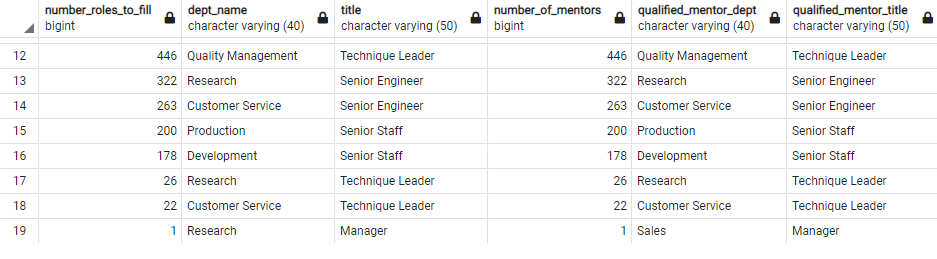 number_of_roles_to_fill dept_name title number_of_mentors qualified_mentor_dept qualified_mentor_title
bigint character varying (40) character varying (50) bigint character varying (40) character varying (50)
12 446 Quality Management Technique Leader 446 Quality Management Technique Leader
13 322 Research Senior Engineer 322 Research Senior Engineer
14 263 Customer Service Senior Engineer 263 Customer Service Senior Engineer
15 200 Production Senior Staff 200 Production Senior Staff
16 178 Development Senior Staff 178 Development Senior Staff
17 26 Research Technique Leader 26 Research Technique Leader
18 22 Customer Service Technique Leader 22 Customer Service Technique Leader
19 1 Research Manager 1 Sales Manager